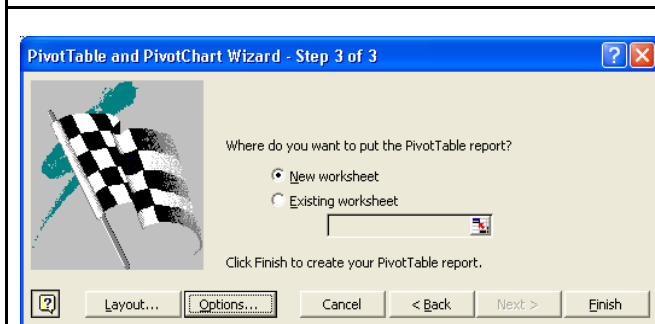 PivotTable and PivotChart Wizard - Step 3 of 3
Where do you want to put the PivotTable report?
New worksheet
Existing worksheet
Click Finish to create your PivotTable report.
Layout... Options... Cancel < Back Next > Finish